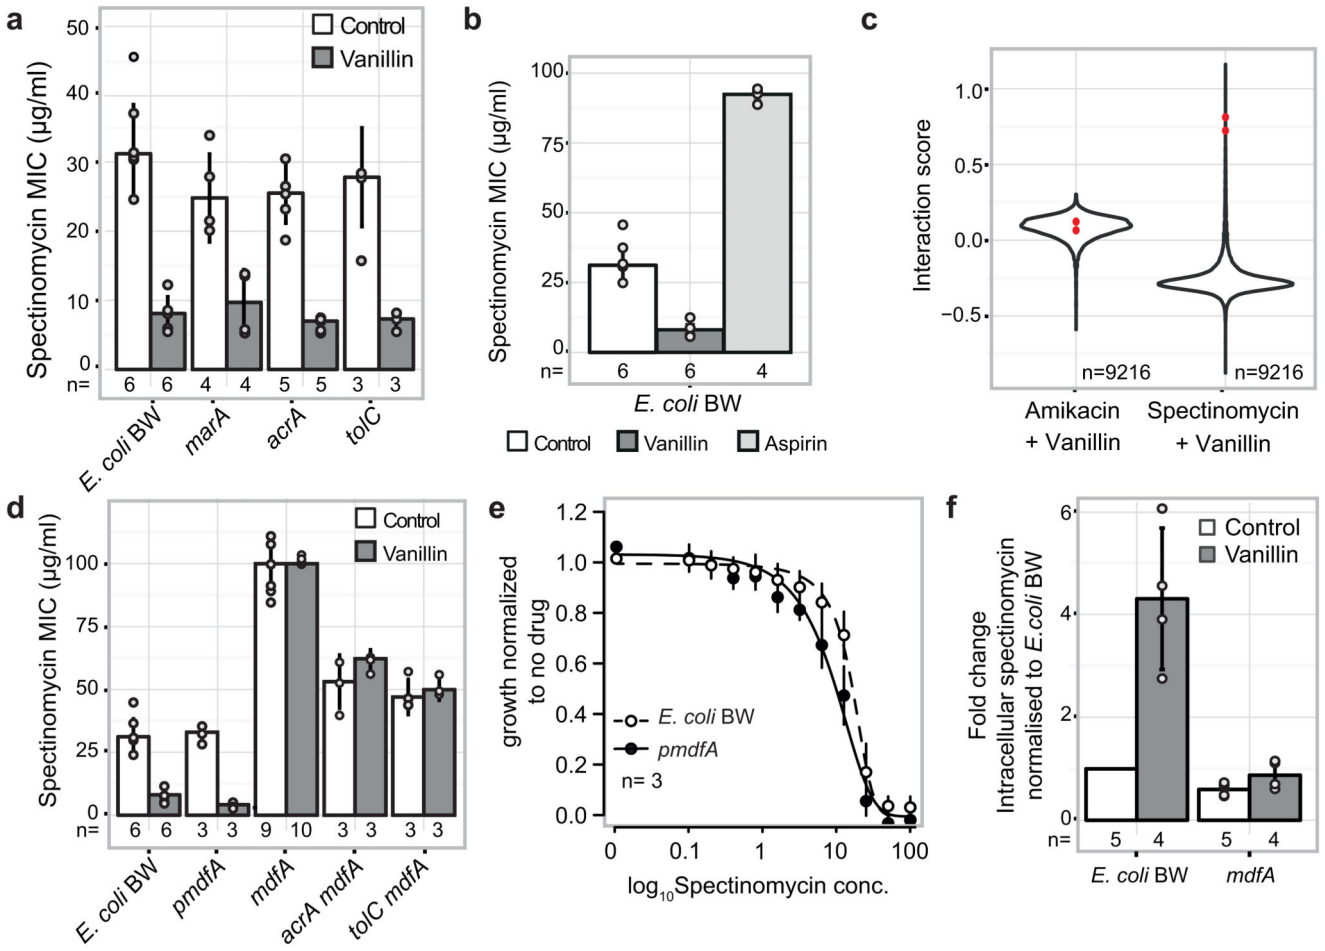 a
Spectinomycin MIC (µg/ml)
50
40
30
20
10
0
Control
Vanillin
n=
6 6 4 4 5 5 3 3
E. coli BW
marA
acrA
tolC
b
Spectinomycin MIC (µg/ml)
100
75
50
25
0
n=
6 6 4
E. coli BW
Control Vanillin Aspirin
c
Interaction score
1.0
0.5
0.0
−0.5
n=9216 n=9216
Amikacin
+ Vanillin
Spectinomycin
+ Vanillin
d
Spectinomycin MIC (µg/ml)
100
75
50
25
0
Control
Vanillin
n=
6 6 3 3 9 10 3 3 3 3
E. coli BW
pmdfA
mdfA
acrA mdfA
tolC mdfA
e
growth normalized
to no drug
1.2
1.0
0.8
0.6
0.4
0.2
0.0
E. coli BW
pmdfA
n= 3
0 0.1 1 10 100
log10Spectinomycin conc.
f
Fold change
Intracellular spectinomycin
normalised to E.coli BW
6
4
2
0
Control
Vanillin
n=
5 4 5 4
E. coli BW
mdfA